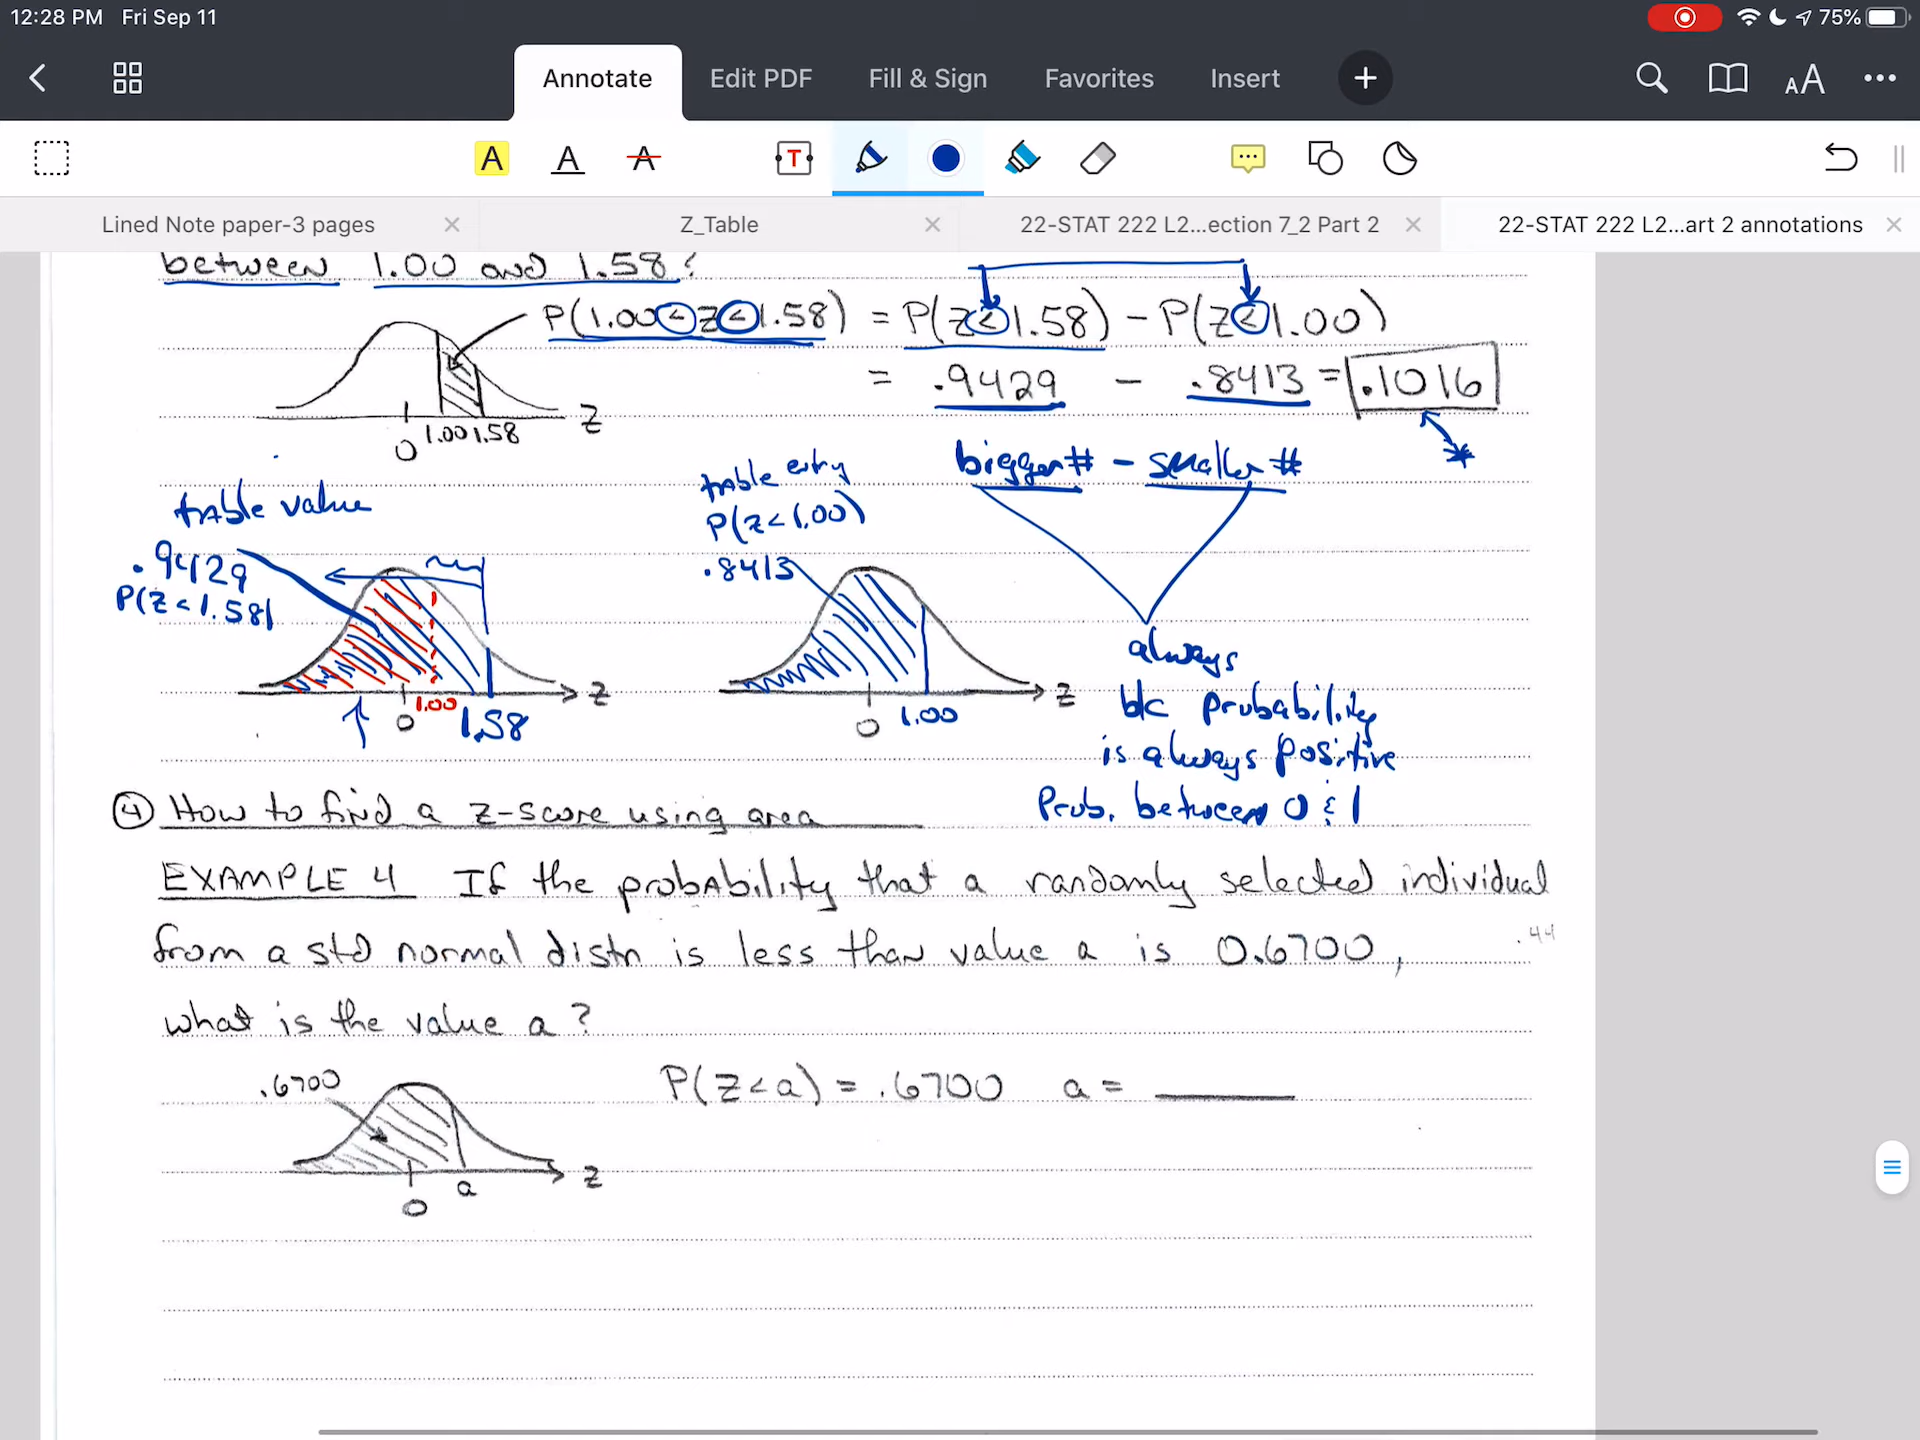 12:28 PM Fri Sep 11
75%
Annotate
Edit PDF
Fill & Sign
Favorites
Insert
AA
A A A T
Lined Note paper-3 pages
Z_Table
22-STAT 222 L2...ection 7_2 Part 2
22-STAT 222 L2...art 2 annotations
between 1.00 and 1.58?
P(1.00<Z<1.58) = P(Z<1.58) - P(Z<1.00)
= .9429 - .8413 = .1016
0 1.00 1.58 Z
bigger# - smaller#
table value
table entry
P(Z<1.00)
.9429
.8413
P(Z<1.58)
0 1.00 1.58 Z
0 1.00 Z
always
b/c probability
is always positive
Prob. between 0 & 1
④ How to find a z-score using area
EXAMPLE 4 If the probability that a randomly selected individual
from a std normal distn is less than value a is 0.6700,
.44
what is the value a?
.6700
P(Z<a) = .6700 a = ____
0 a Z